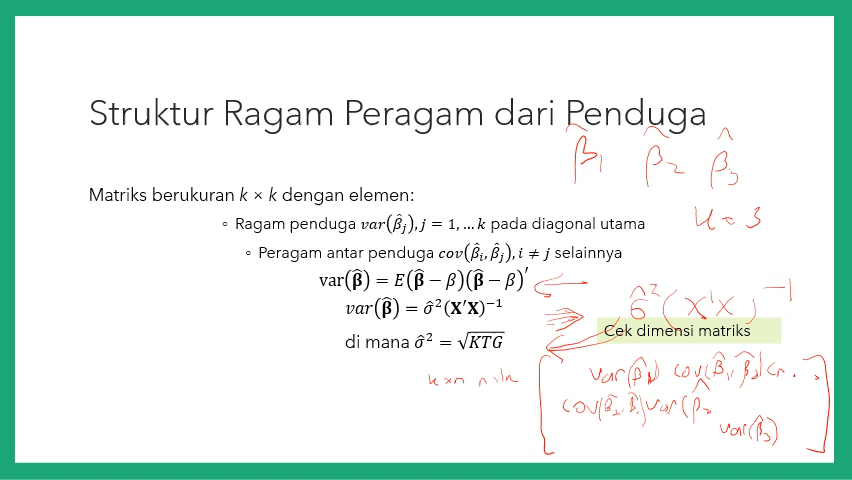 Struktur Ragam Peragam dari Penduga
β̂₁ β̂₂ β̂₃
Matriks berukuran k × k dengan elemen:
k = 3
◦ Ragam penduga var(β̂ⱼ), j = 1, … k pada diagonal utama
◦ Peragam antar penduga cov(β̂ᵢ, β̂ⱼ), i ≠ j selainnya
var(β̂) = E(β̂ − β)(β̂ − β)′
var(β̂) = σ̂²(X′X)⁻¹
σ̂²(X′X)⁻¹
Cek dimensi matriks
di mana σ̂² = √KTG
k×n n×k
var(β̂₁) cov(β̂₁, β̂₂)
cov(β̂₂, β̂₁) var(β̂₂
var(β̂₃)